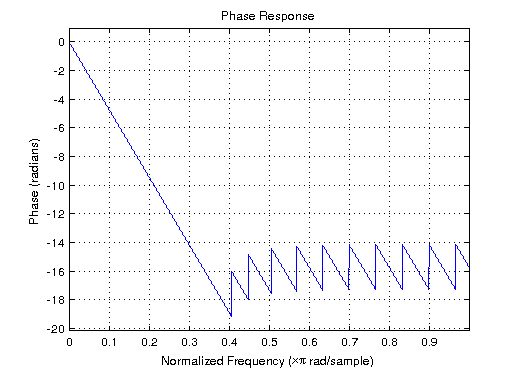 Phase Response
0
-2
-4
-6
-8
-10
-12
-14
-16
-18
-20
Phase (radians)
0 0.1 0.2 0.3 0.4 0.5 0.6 0.7 0.8 0.9
Normalized Frequency (×π rad/sample)